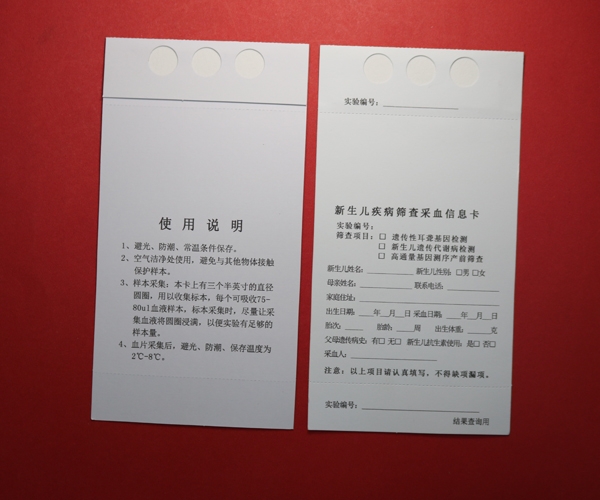 使用说明
1、避光、防潮、常温条件保存。
2、空气洁净处使用，避免与其他物体接触
保护样本。
3、样本采集：本卡上有三个半英寸的直径
圆圈，用以收集标本，每个可吸收75-
80ul血液样本，标本采集时，尽量让采
集血液将圆圈浸满，以便实验有足够的
样本量。
4、血片采集后，避光、防潮、保存温度为
2℃-8℃。
实验编号：
新生儿疾病筛查采血信息卡
实验编号：
筛查项目：□ 遗传性耳聋基因检测
□ 新生儿遗传代谢病检测
□ 高通量基因测序产前筛查
新生儿姓名： 新生儿性别：□男 □女
母亲姓名： 联系电话：
家庭住址：
出生日期： 年 月 日 采血日期： 年 月 日
胎次： 胎龄： 周 出生体重： 克
父母遗传病史：有□ 无□ 新生儿抗生素使用：是□ 否□
采血人：
注意：以上项目请认真填写，不得缺项漏项。
实验编号：
结果查询用